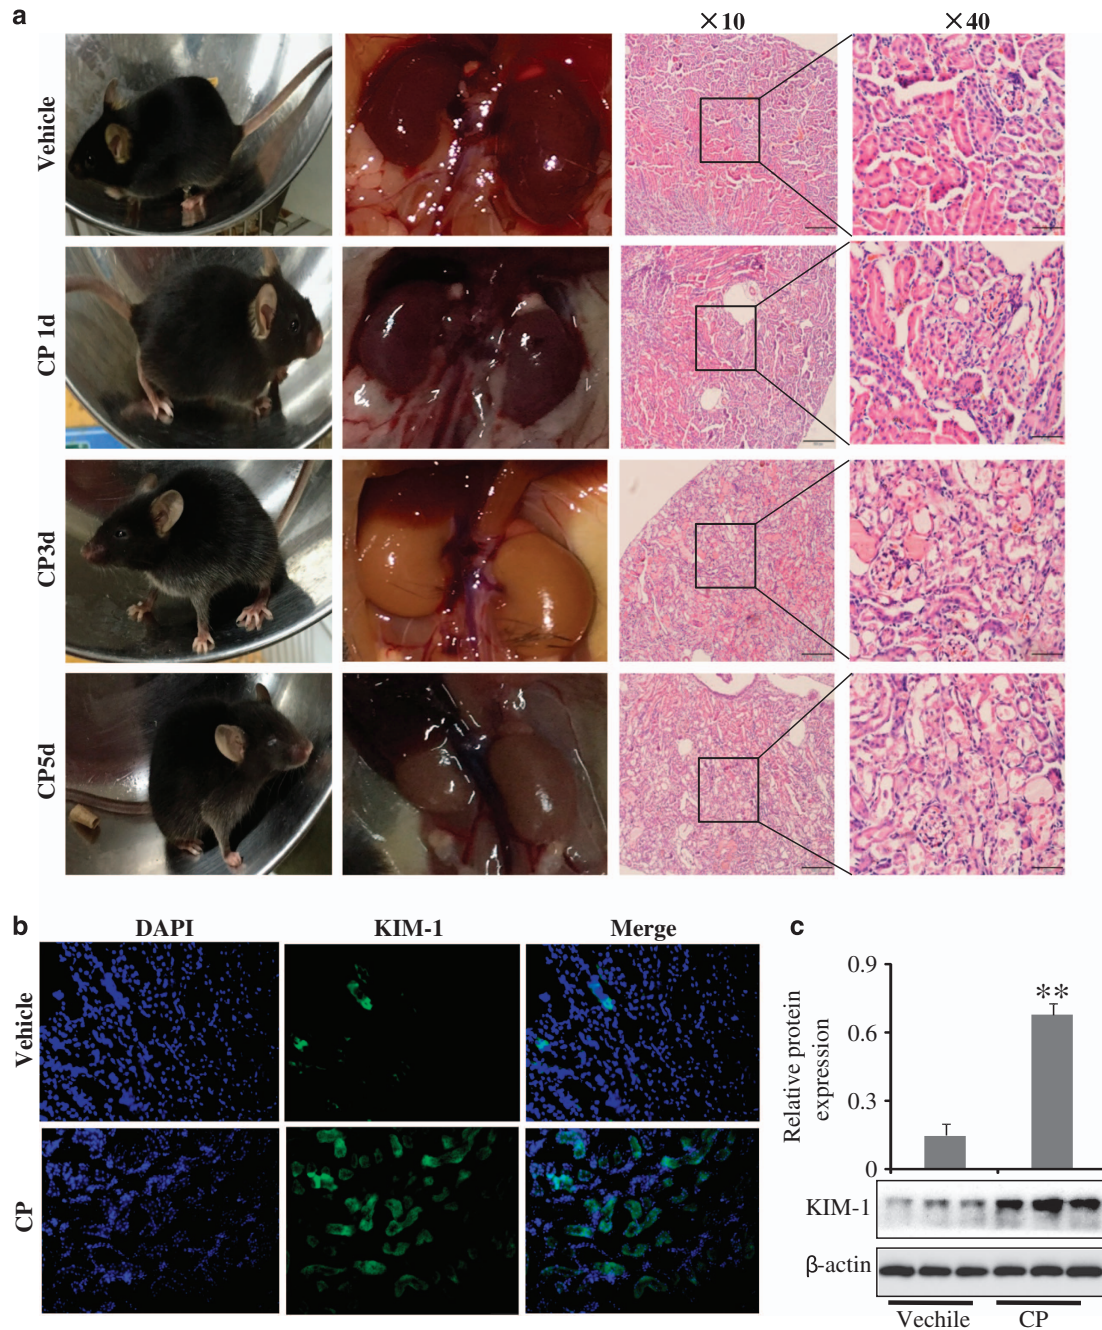 a
×10 ×40
Vehicle
CP 1d
CP3d
CP5d
b
DAPI KIM-1 Merge
Vehicle
CP
c
Relative protein
expression
0.9
0.6
0.3
0
**
KIM-1
β-actin
Vechile CP